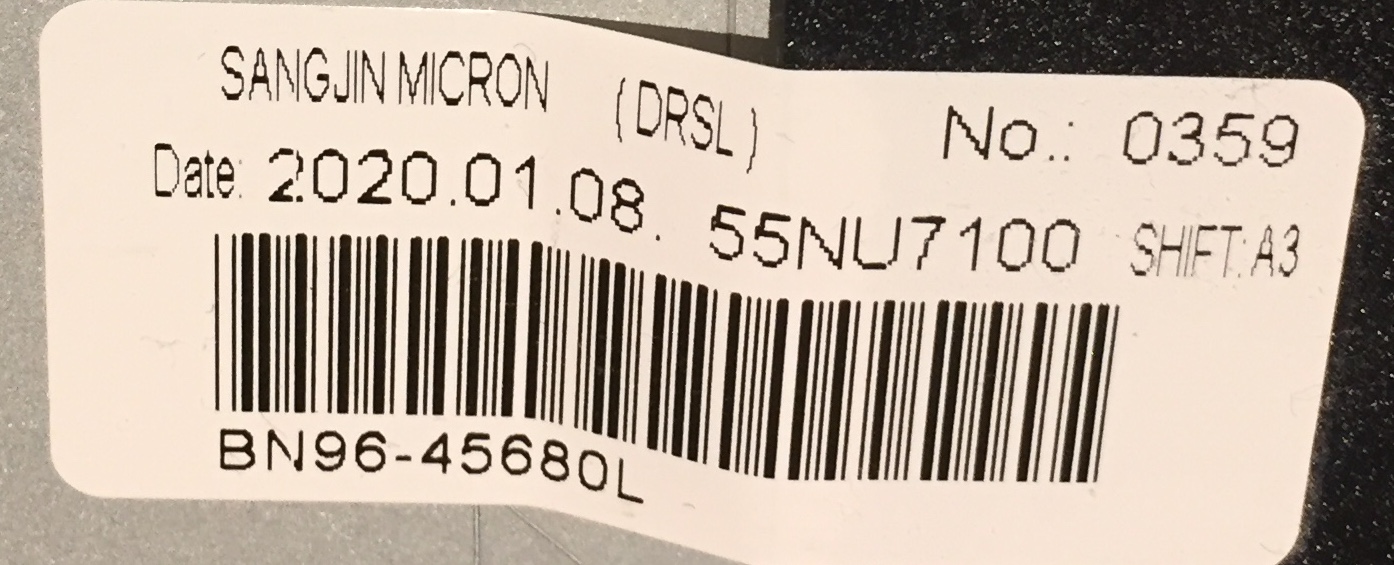 SANGJIN MICRON (DRSL) No.: 0359
Date: 2020.01.08. 55NU7100 SHIFT: A3
BN96-45680L